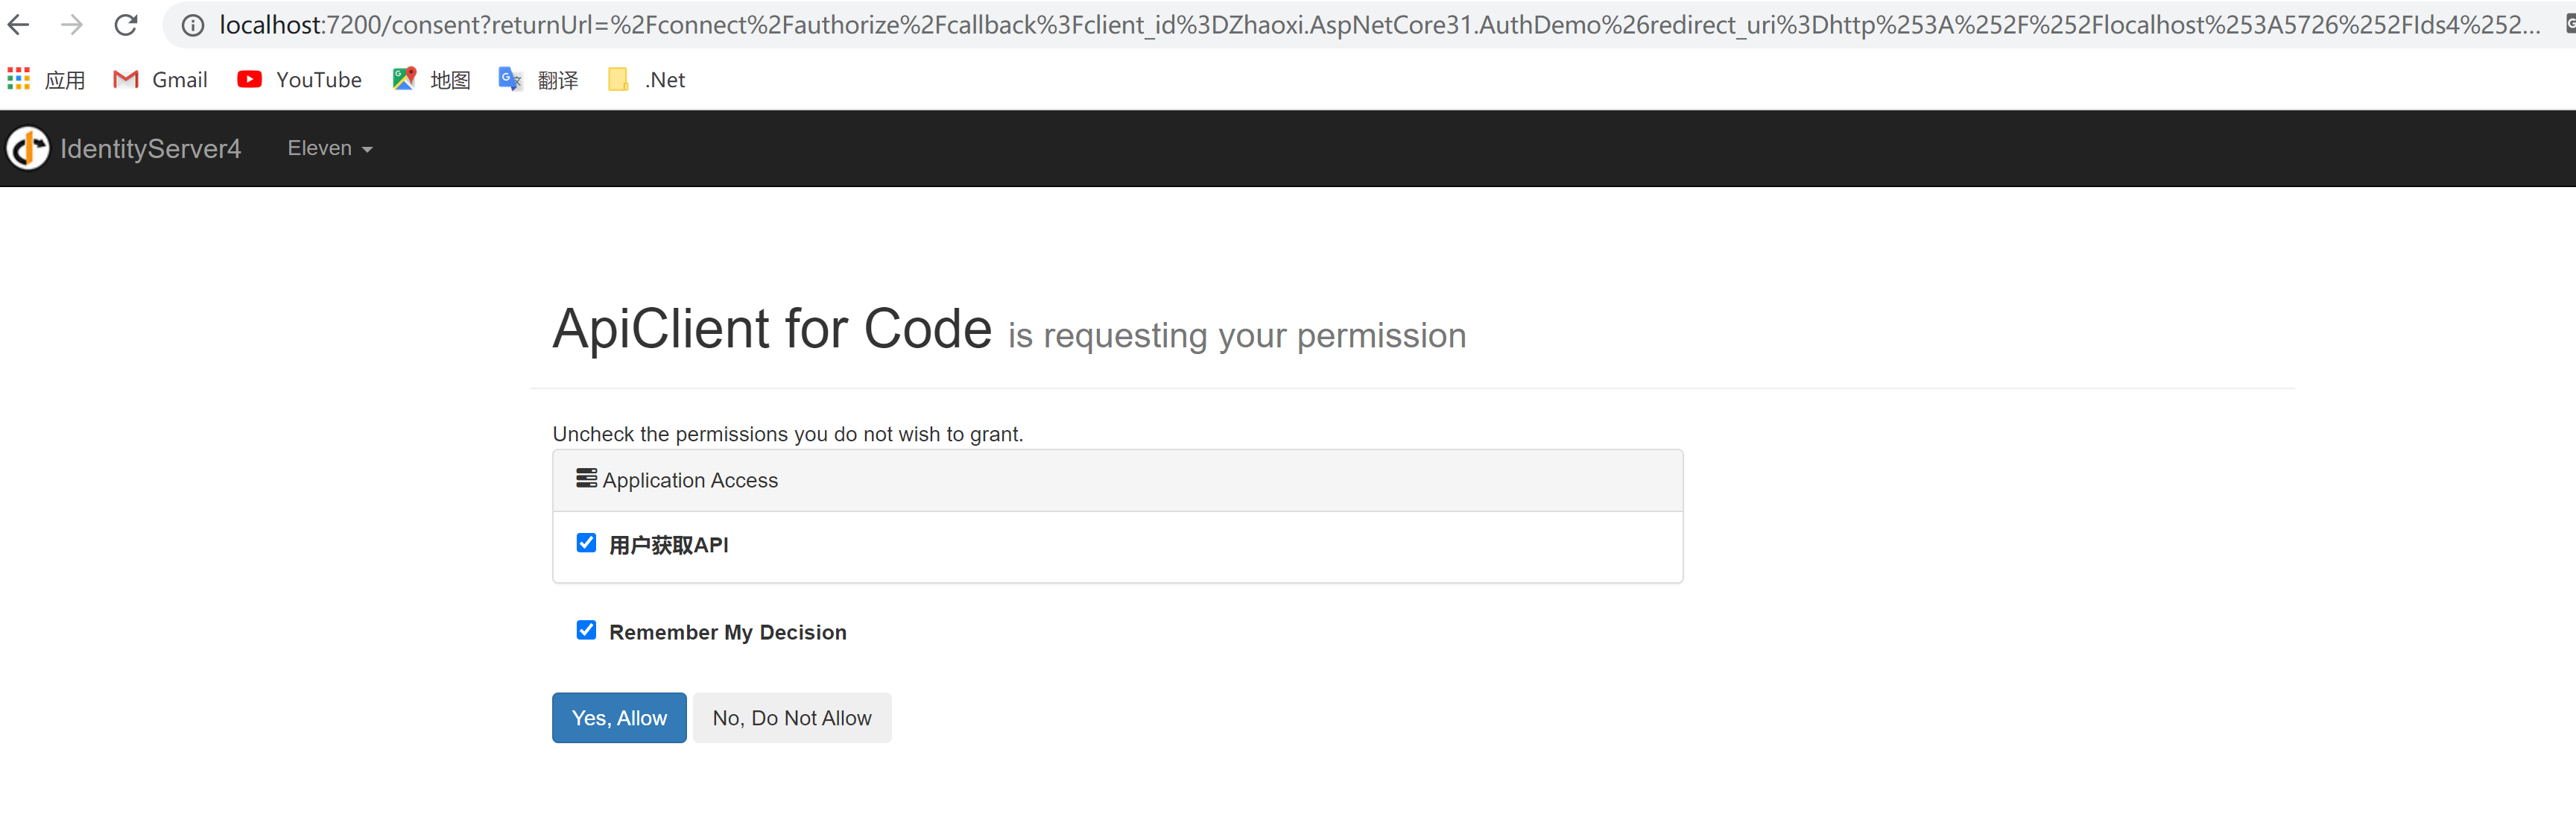 localhost:7200/consent?returnUrl=%2Fconnect%2Fauthorize%2Fcallback%3Fclient_id%3DZhaoxi.AspNetCore31.AuthDemo%26redirect_uri%3Dhttp%253A%252F%252Flocalhost%253A5726%252FIds4%252...
应用 Gmail YouTube 地图 翻译 .Net
IdentityServer4 Eleven
ApiClient for Code is requesting your permission
Uncheck the permissions you do not wish to grant.
Application Access
用户获取API
Remember My Decision
Yes, Allow No, Do Not Allow